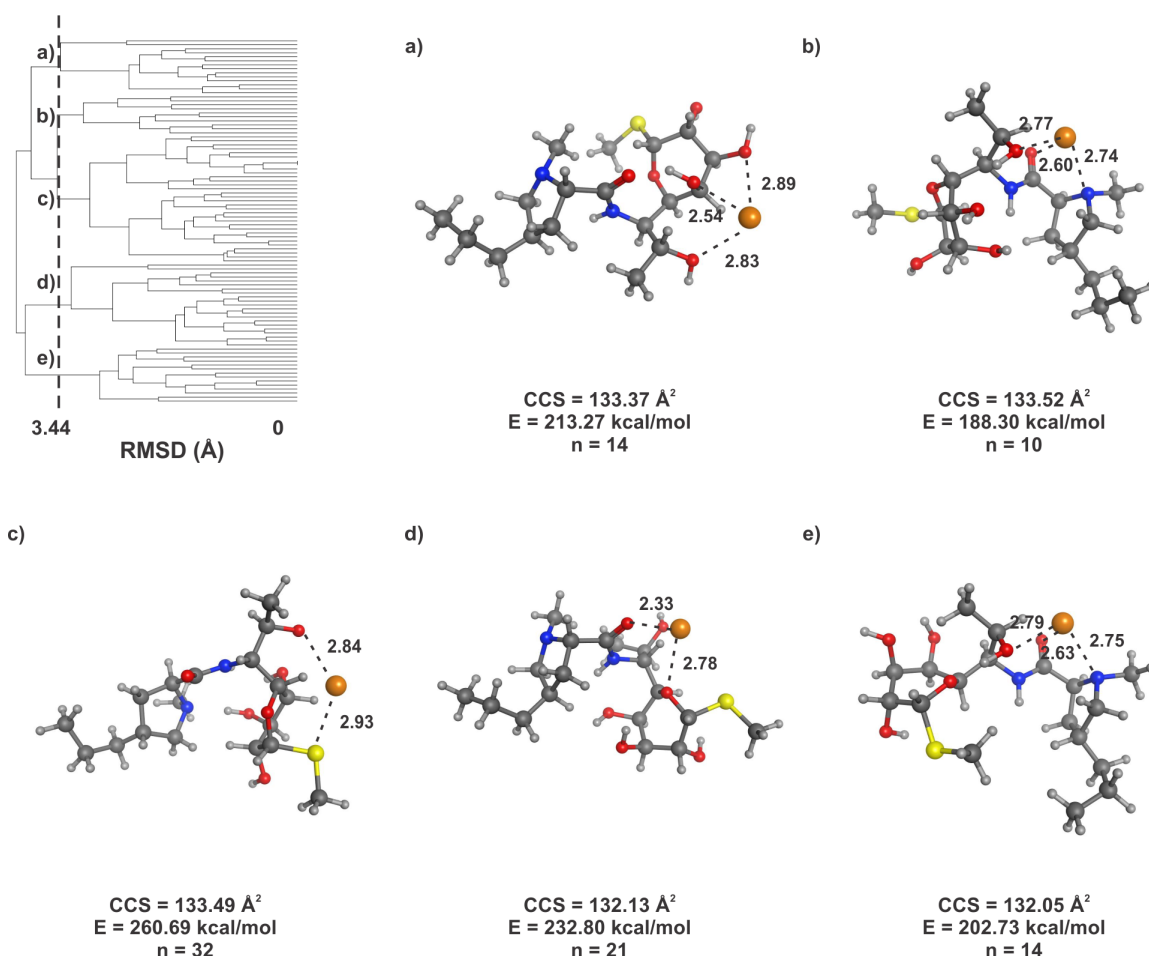 a)
b)
c)
d)
e)
3.44
0
RMSD (Å)
a)
2.89
2.54
2.83
CCS = 133.37 Å²
E = 213.27 kcal/mol
n = 14
b)
2.77
2.60
2.74
CCS = 133.52 Å²
E = 188.30 kcal/mol
n = 10
c)
2.84
2.93
CCS = 133.49 Å²
E = 260.69 kcal/mol
n = 32
d)
2.33
2.78
CCS = 132.13 Å²
E = 232.80 kcal/mol
n = 21
e)
2.79
2.63
2.75
CCS = 132.05 Å²
E = 202.73 kcal/mol
n = 14